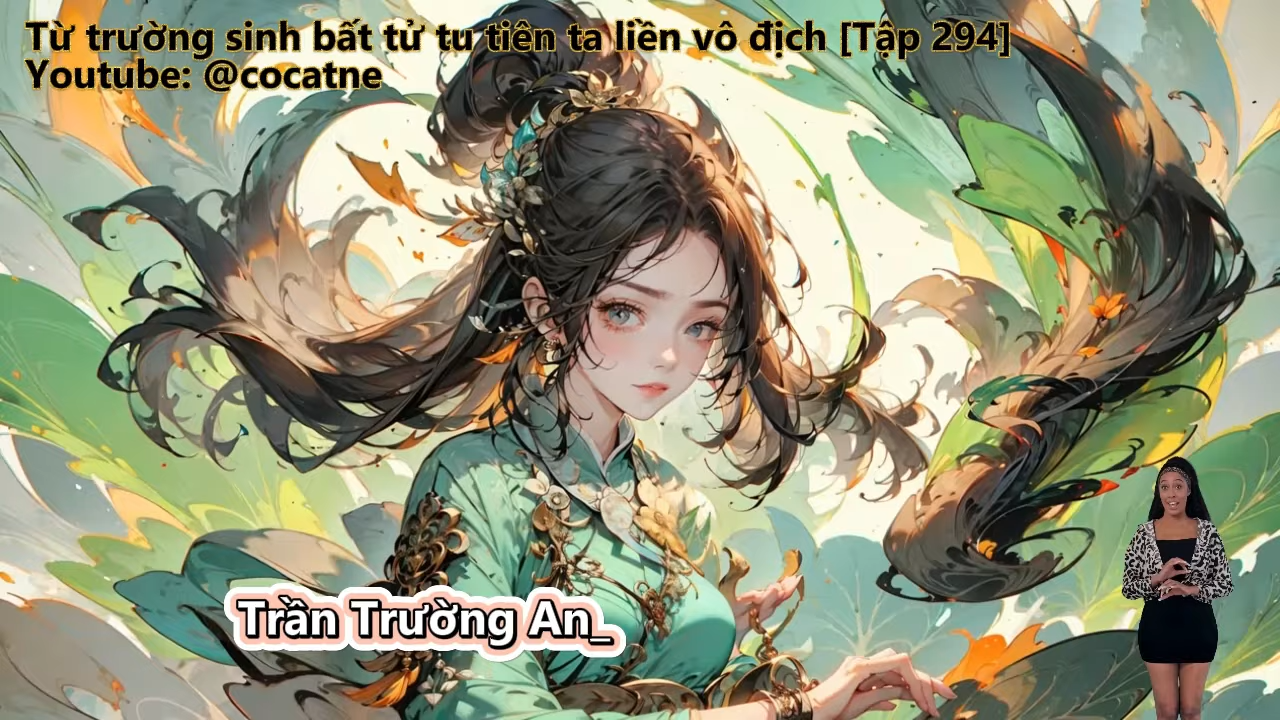 Từ trường sinh bất tử tu tiên ta liền vô địch [Tập 294]
Youtube: @cocatne
Trần Trường An_